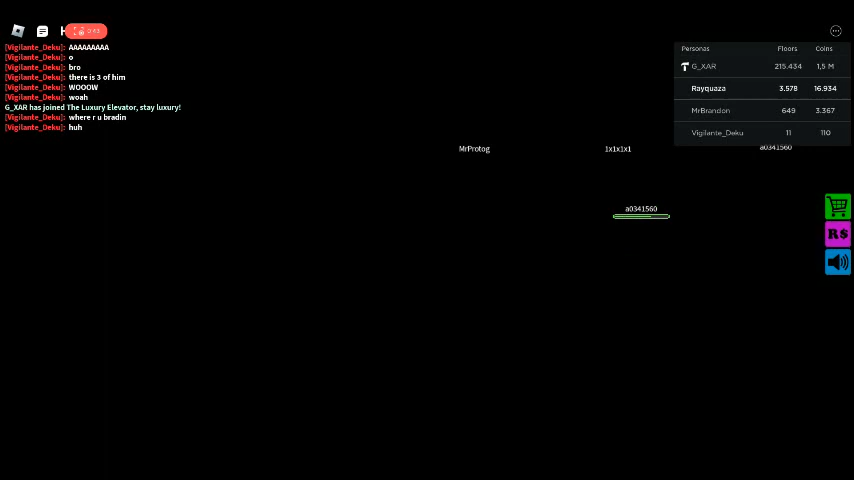 H
0:43
[Vigilante_Deku]: AAAAAAAAA
[Vigilante_Deku]: o
[Vigilante_Deku]: bro
[Vigilante_Deku]: there is 3 of him
[Vigilante_Deku]: WOOOW
[Vigilante_Deku]: woah
G_XAR has joined The Luxury Elevator, stay luxury!
[Vigilante_Deku]: where r u bradin
[Vigilante_Deku]: huh
Personas Floors Coins
G_XAR 215.434 1,5 M
Rayquaza 3.578 16.934
MrBrandon 649 3.367
Vigilante_Deku 11 110
MrProtog 1x1x1x1 a0341560
a0341560
R$